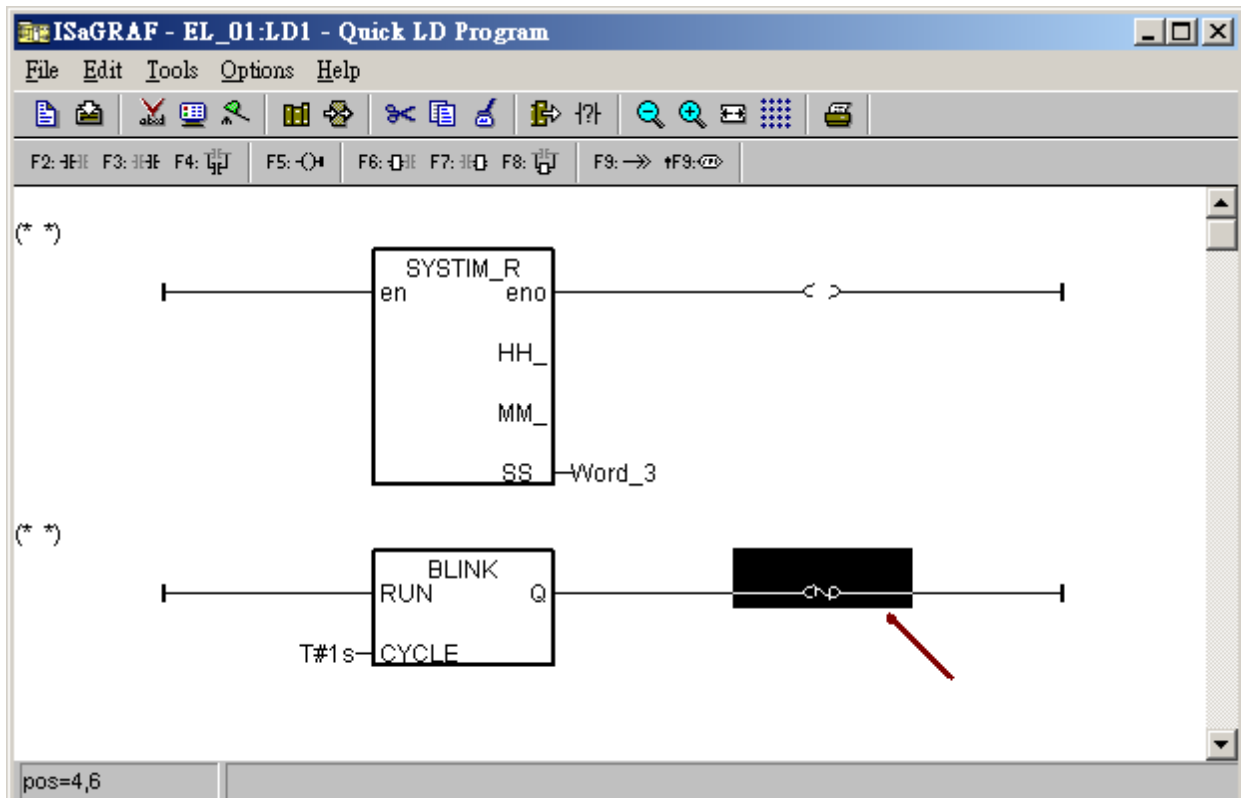 ISaGRAF - EL_01:LD1 - Quick LD Program
File Edit Tools Options Help
F2: F3: F4: F5: F6: F7: F8: F9: F9:
(* *)
SYSTIM_R
en eno
HH_
MM_
SS_ Word_3
(* *)
BLINK
RUN Q
N
T#1s CYCLE
pos=4,6